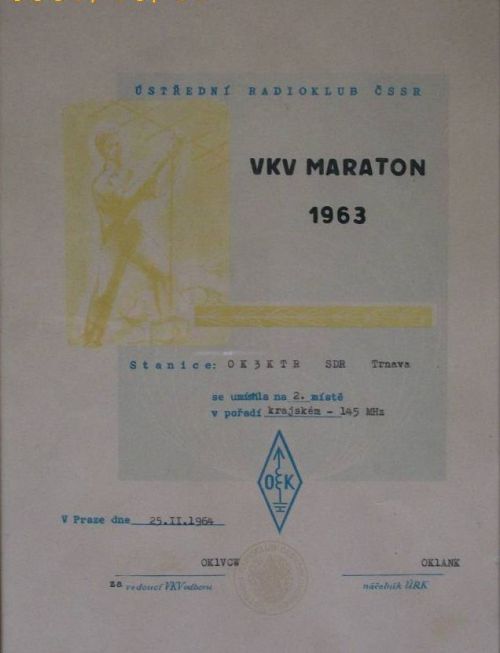 ÚSTŘEDNÍ RADIOKLUB ČSSR
VKV MARATON
1963
Stanice: OK3KTR SDR Trnava
se umístila na 2. místě
v pořadí krajském - 145 MHz
OK
V Praze dne 25.II.1964
OK1VCW OK1ANK
za vedoucí VKV odboru náčelník ÚRK